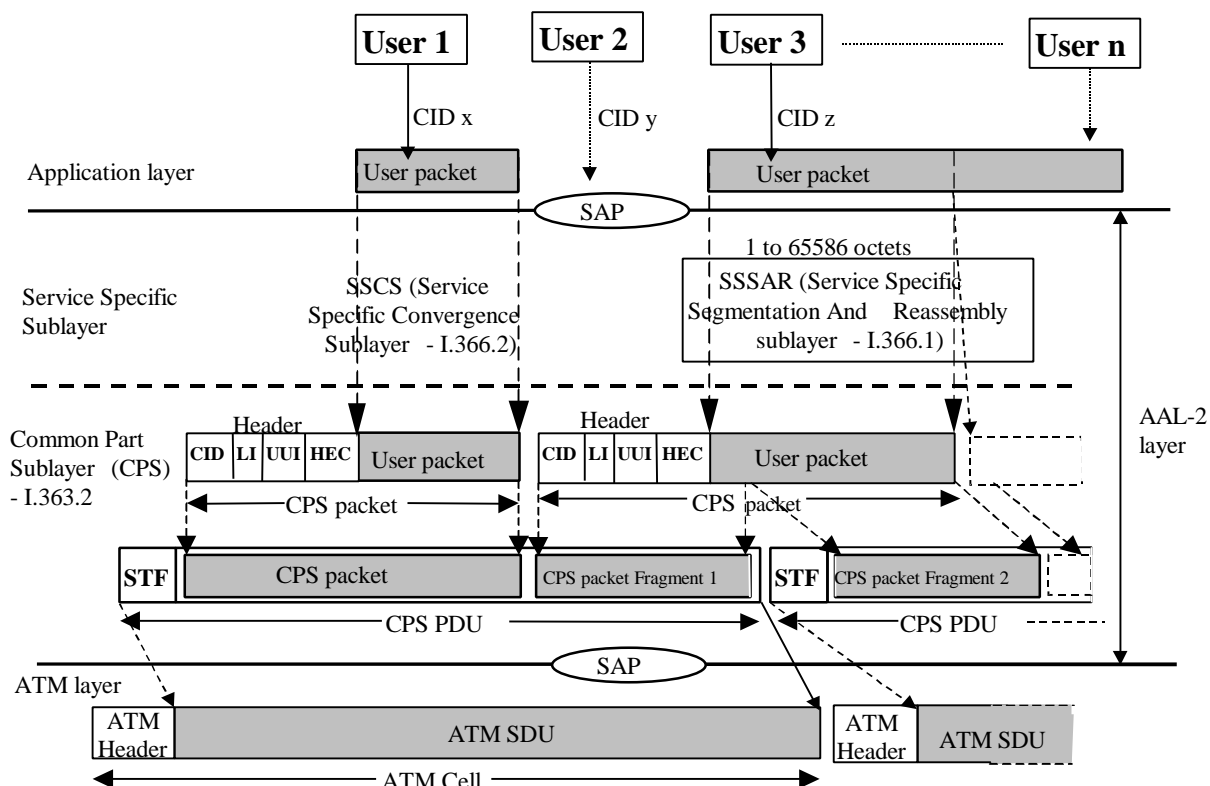 User 1
User 2
User 3
User n
CID x
CID y
CID z
Application layer
User packet
User packet
SAP
1 to 65586 octets
Service Specific
Sublayer
SSCS (Service
Specific Convergence
Sublayer - I.366.2)
SSSAR (Service Specific
Segmentation And Reassembly
sublayer - I.366.1)
AAL-2
layer
Common Part
Sublayer (CPS)
- I.363.2
Header
CID LI UUI HEC User packet
CPS packet
Header
CID LI UUI HEC User packet
CPS packet
STF CPS packet CPS packet Fragment 1
STF CPS packet Fragment 2
CPS PDU
CPS PDU
SAP
ATM layer
ATM
Header
ATM SDU
ATM
Header
ATM SDU
ATM Cell